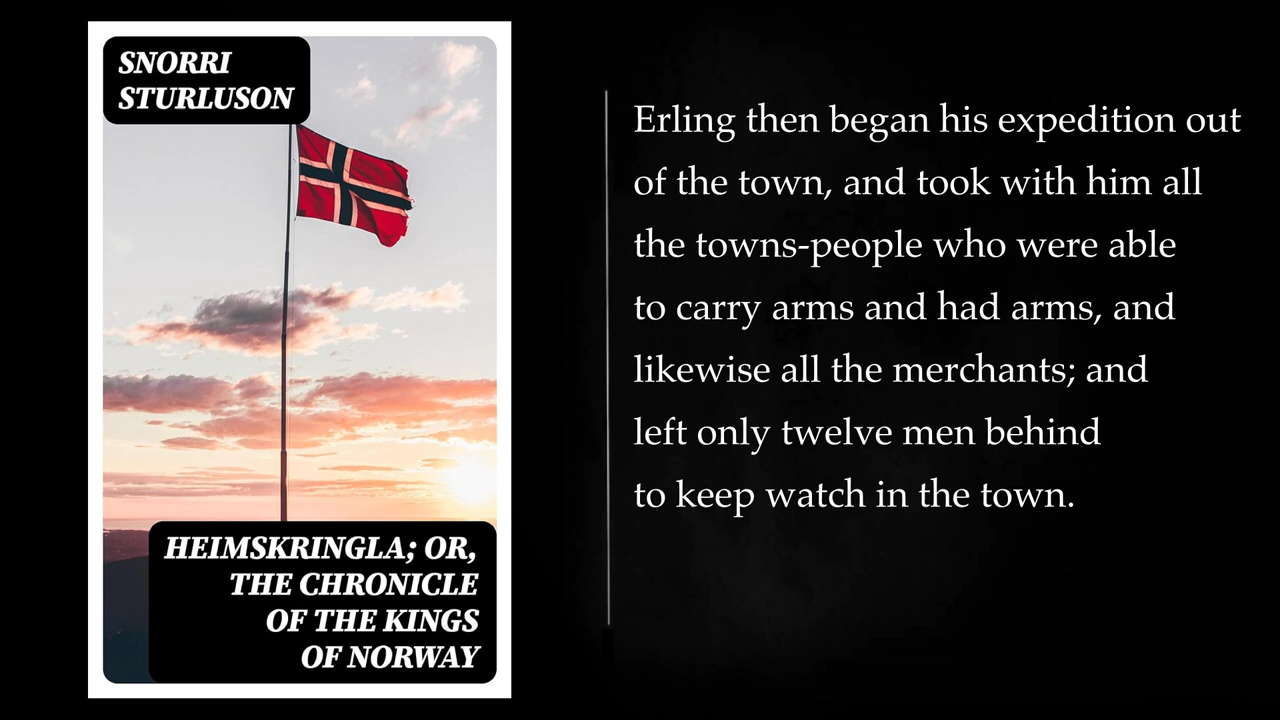 SNORRI
STURLUSON
HEIMSKRINGLA; OR,
THE CHRONICLE
OF THE KINGS
OF NORWAY
Erling then began his expedition out
of the town, and took with him all
the towns-people who were able
to carry arms and had arms, and
likewise all the merchants; and
left only twelve men behind
to keep watch in the town.